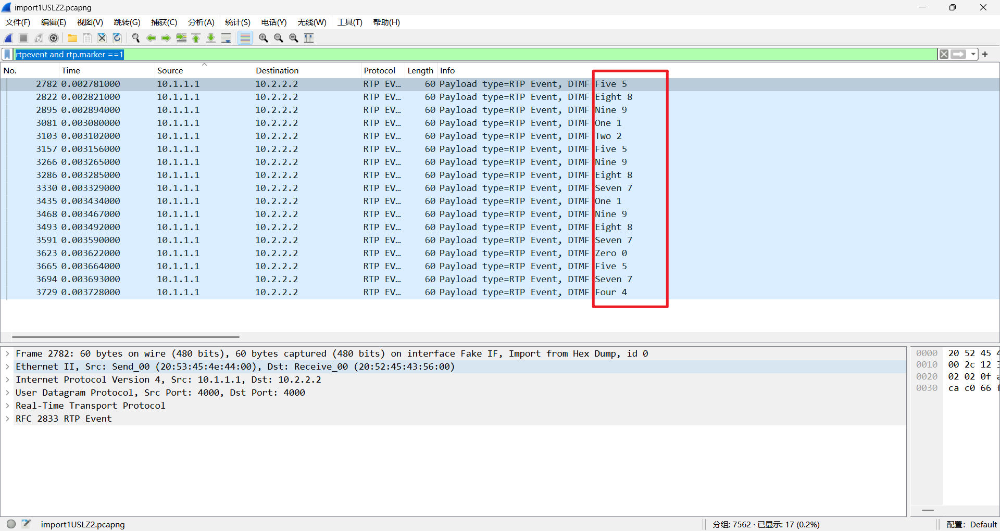 import1USLZ2.pcapng
文件(F) 编辑(E) 视图(V) 跳转(G) 捕获(C) 分析(A) 统计(S) 电话(Y) 无线(W) 工具(T) 帮助(H)
rtpevent and rtp.marker ==1
No. Time Source Destination Protocol Length Info
2782 0.002781000 10.1.1.1 10.2.2.2 RTP EV… 60 Payload type=RTP Event, DTMF Five 5
2822 0.002821000 10.1.1.1 10.2.2.2 RTP EV… 60 Payload type=RTP Event, DTMF Eight 8
2895 0.002894000 10.1.1.1 10.2.2.2 RTP EV… 60 Payload type=RTP Event, DTMF Nine 9
3081 0.003080000 10.1.1.1 10.2.2.2 RTP EV… 60 Payload type=RTP Event, DTMF One 1
3103 0.003102000 10.1.1.1 10.2.2.2 RTP EV… 60 Payload type=RTP Event, DTMF Two 2
3157 0.003156000 10.1.1.1 10.2.2.2 RTP EV… 60 Payload type=RTP Event, DTMF Five 5
3266 0.003265000 10.1.1.1 10.2.2.2 RTP EV… 60 Payload type=RTP Event, DTMF Nine 9
3286 0.003285000 10.1.1.1 10.2.2.2 RTP EV… 60 Payload type=RTP Event, DTMF Eight 8
3330 0.003329000 10.1.1.1 10.2.2.2 RTP EV… 60 Payload type=RTP Event, DTMF Seven 7
3435 0.003434000 10.1.1.1 10.2.2.2 RTP EV… 60 Payload type=RTP Event, DTMF One 1
3468 0.003467000 10.1.1.1 10.2.2.2 RTP EV… 60 Payload type=RTP Event, DTMF Nine 9
3493 0.003492000 10.1.1.1 10.2.2.2 RTP EV… 60 Payload type=RTP Event, DTMF Eight 8
3591 0.003590000 10.1.1.1 10.2.2.2 RTP EV… 60 Payload type=RTP Event, DTMF Seven 7
3623 0.003622000 10.1.1.1 10.2.2.2 RTP EV… 60 Payload type=RTP Event, DTMF Zero 0
3665 0.003664000 10.1.1.1 10.2.2.2 RTP EV… 60 Payload type=RTP Event, DTMF Five 5
3694 0.003693000 10.1.1.1 10.2.2.2 RTP EV… 60 Payload type=RTP Event, DTMF Seven 7
3729 0.003728000 10.1.1.1 10.2.2.2 RTP EV… 60 Payload type=RTP Event, DTMF Four 4
Frame 2782: 60 bytes on wire (480 bits), 60 bytes captured (480 bits) on interface Fake IF, Import from Hex Dump, id 0
Ethernet II, Src: Send_00 (20:53:45:4e:44:00), Dst: Receive_00 (20:52:45:43:56:00)
Internet Protocol Version 4, Src: 10.1.1.1, Dst: 10.2.2.2
User Datagram Protocol, Src Port: 4000, Dst Port: 4000
Real-Time Transport Protocol
RFC 2833 RTP Event
0000 20 52 45
0010 00 2c 12
0020 02 02 0f
0030 ca c0 66
import1USLZ2.pcapng
分组: 7562 · 已显示: 17 (0.2%)
配置: Default